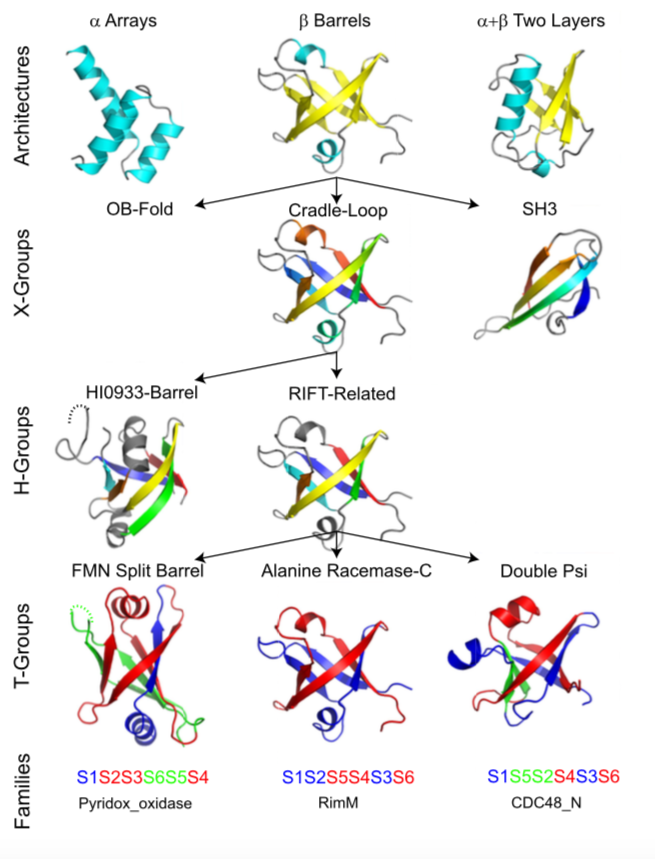 α Arrays
β Barrels
α+β Two Layers
Architectures
OB-Fold
Cradle-Loop
SH3
X-Groups
HI0933-Barrel
RIFT-Related
H-Groups
FMN Split Barrel
Alanine Racemase-C
Double Psi
T-Groups
S1S2S3S6S5S4
S1S2S5S4S3S6
S1S5S2S4S3S6
Families
Pyridox_oxidase
RimM
CDC48_N